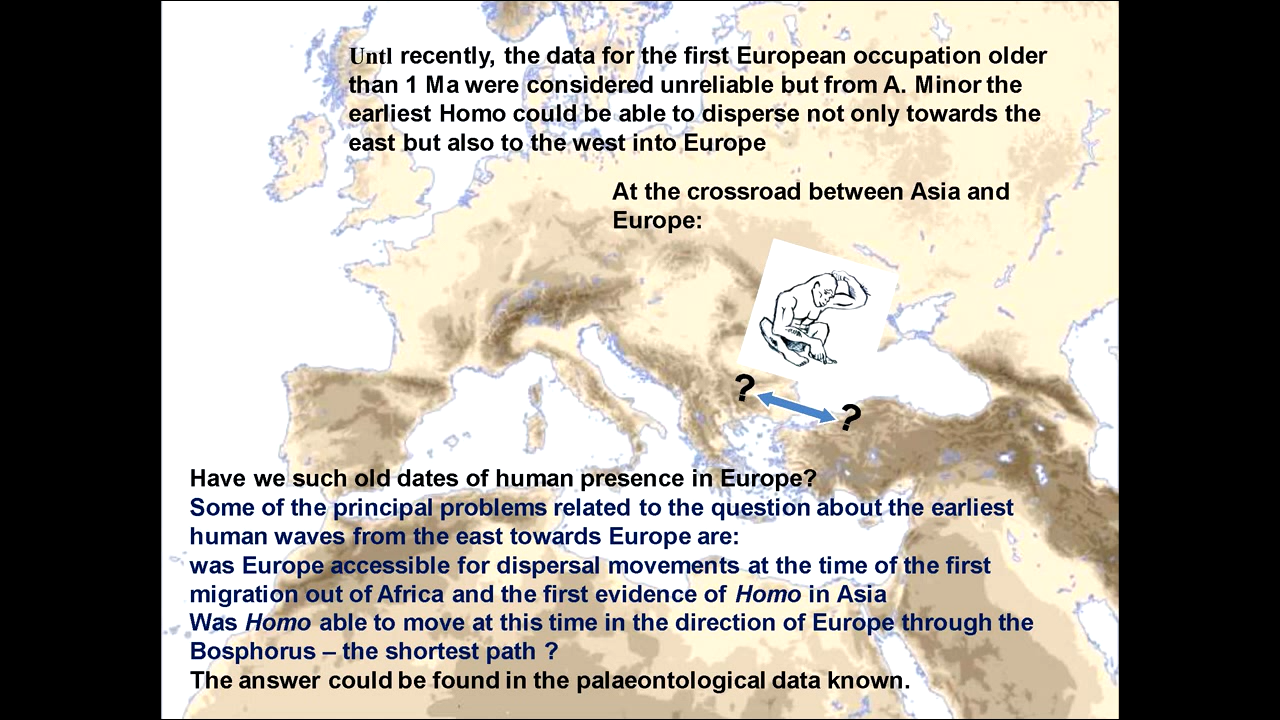 Untl recently, the data for the first European occupation older
than 1 Ma were considered unreliable but from A. Minor the
earliest Homo could be able to disperse not only towards the
east but also to the west into Europe
At the crossroad between Asia and
Europe:
?
?
Have we such old dates of human presence in Europe?
Some of the principal problems related to the question about the earliest
human waves from the east towards Europe are:
was Europe accessible for dispersal movements at the time of the first
migration out of Africa and the first evidence of Homo in Asia
Was Homo able to move at this time in the direction of Europe through the
Bosphorus – the shortest path ?
The answer could be found in the palaeontological data known.